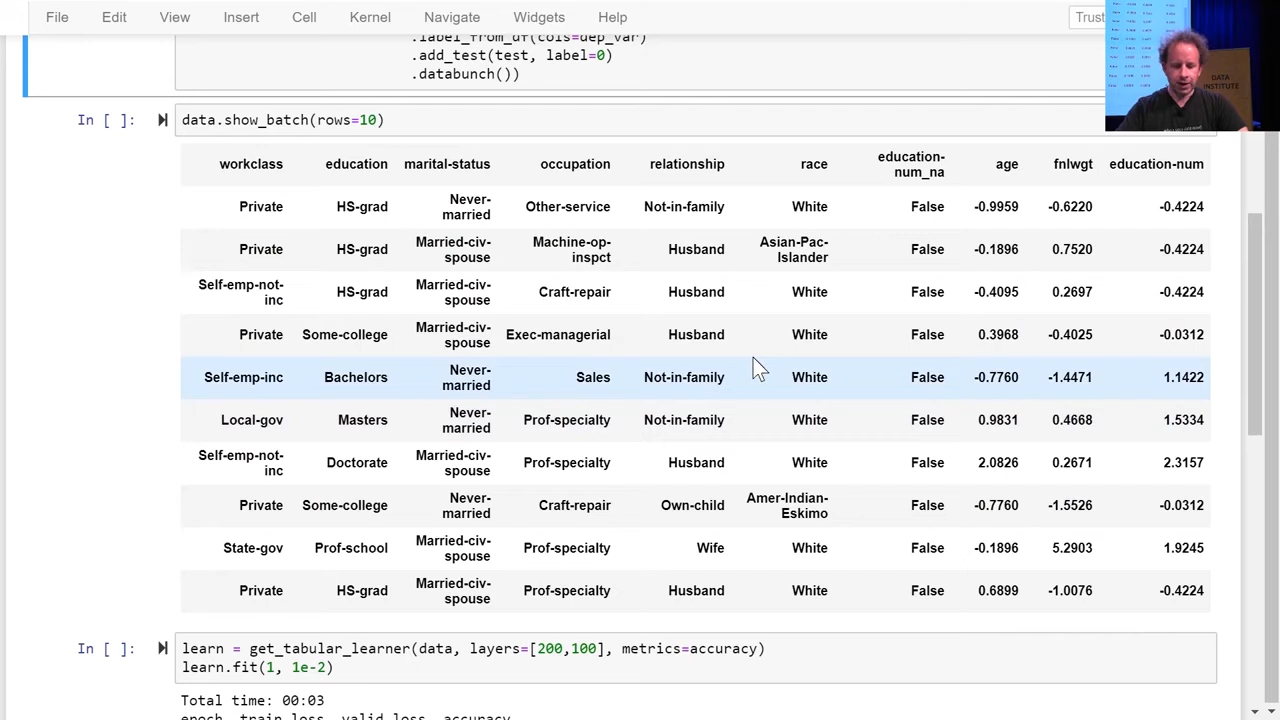 File Edit View Insert Cell Kernel Navigate Widgets Help Trust
.label_from_df(cols=dep_var)
.add_test(test, label=0)
.databunch())
In [ ]: data.show_batch(rows=10)
workclass education marital-status occupation relationship race education-num_na age fnlwgt education-num
Private HS-grad Never-married Other-service Not-in-family White False -0.9959 -0.6220 -0.4224
Private HS-grad Married-civ-spouse Machine-op-inspct Husband Asian-Pac-Islander False -0.1896 0.7520 -0.4224
Self-emp-not-inc HS-grad Married-civ-spouse Craft-repair Husband White False -0.4095 0.2697 -0.4224
Private Some-college Married-civ-spouse Exec-managerial Husband White False 0.3968 -0.4025 -0.0312
Self-emp-inc Bachelors Never-married Sales Not-in-family White False -0.7760 -1.4471 1.1422
Local-gov Masters Never-married Prof-specialty Not-in-family White False 0.9831 0.4668 1.5334
Self-emp-not-inc Doctorate Married-civ-spouse Prof-specialty Husband White False 2.0826 0.2671 2.3157
Private Some-college Never-married Craft-repair Own-child Amer-Indian-Eskimo False -0.7760 -1.5526 -0.0312
State-gov Prof-school Married-civ-spouse Prof-specialty Wife White False -0.1896 5.2903 1.9245
Private HS-grad Married-civ-spouse Prof-specialty Husband White False 0.6899 -1.0076 -0.4224
In [ ]: learn = get_tabular_learner(data, layers=[200,100], metrics=accuracy)
learn.fit(1, 1e-2)
Total time: 00:03
epoch train_loss valid_loss accuracy
DATA
INSTITUTE